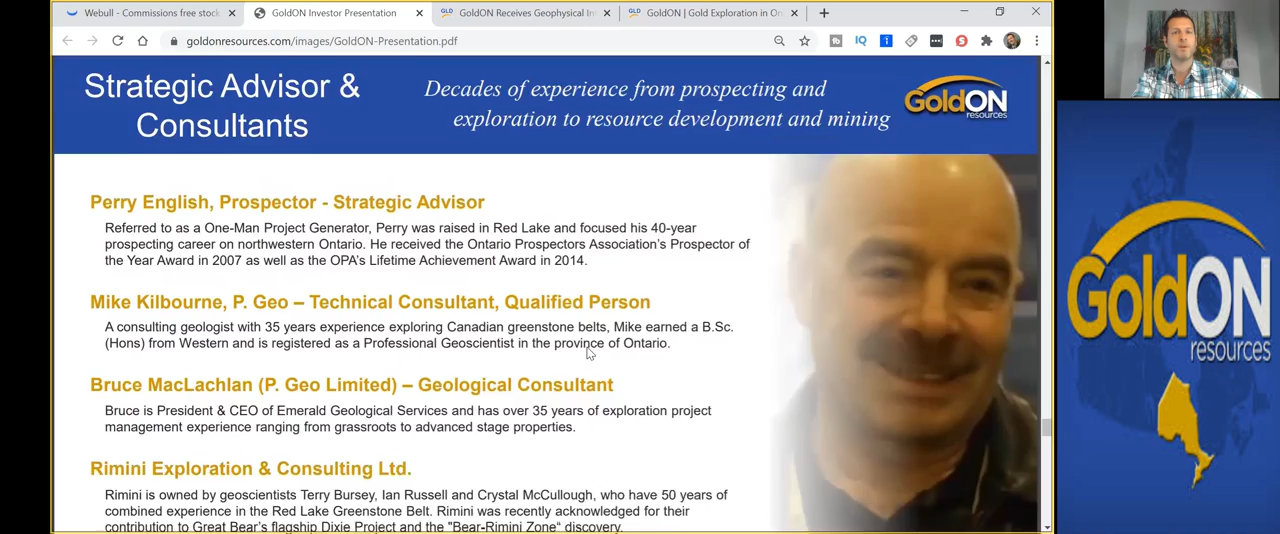 Webull - Commissions free stock
GoldON Investor Presentation
GoldON Receives Geophysical In
GoldON | Gold Exploration in On
goldonresources.com/images/GoldON-Presentation.pdf
IQ
Strategic Advisor &
Consultants
Decades of experience from prospecting and
exploration to resource development and mining
GoldON
resources
Perry English, Prospector - Strategic Advisor
Referred to as a One-Man Project Generator, Perry was raised in Red Lake and focused his 40-year
prospecting career on northwestern Ontario. He received the Ontario Prospectors Association's Prospector of
the Year Award in 2007 as well as the OPA's Lifetime Achievement Award in 2014.
Mike Kilbourne, P. Geo – Technical Consultant, Qualified Person
A consulting geologist with 35 years experience exploring Canadian greenstone belts, Mike earned a B.Sc.
(Hons) from Western and is registered as a Professional Geoscientist in the province of Ontario.
Bruce MacLachlan (P. Geo Limited) – Geological Consultant
Bruce is President & CEO of Emerald Geological Services and has over 35 years of exploration project
management experience ranging from grassroots to advanced stage properties.
Rimini Exploration & Consulting Ltd.
Rimini is owned by geoscientists Terry Bursey, Ian Russell and Crystal McCullough, who have 50 years of
combined experience in the Red Lake Greenstone Belt. Rimini was recently acknowledged for their
contribution to Great Bear's flagship Dixie Project and the "Bear-Rimini Zone" discovery.
GoldON
resources